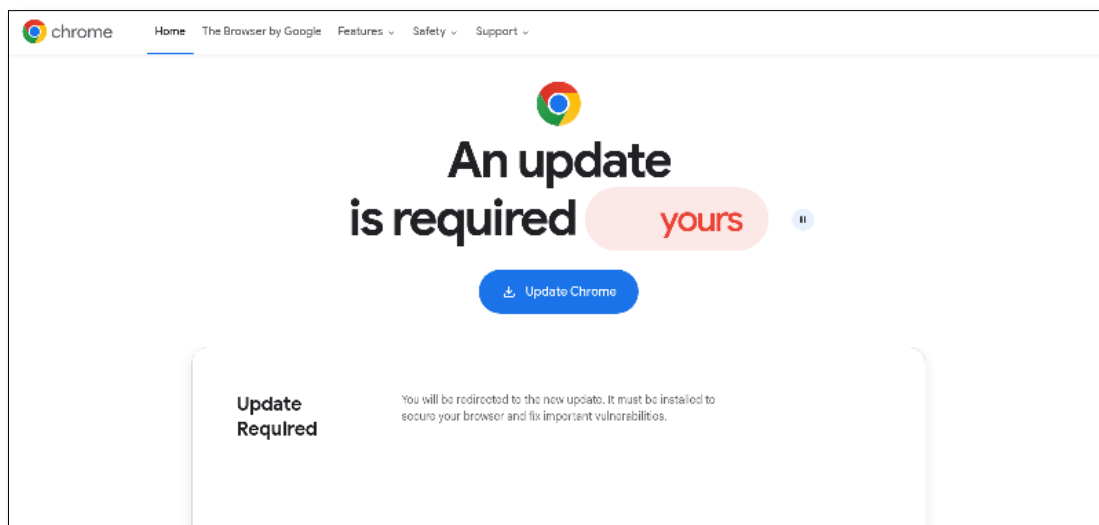 chrome Home The Browser by Google Features Safety Support
An update
is required yours
Update Chrome
Update
Required
You will be redirected to the new update. It must be installed to
secure your browser and fix important vulnerabilities.